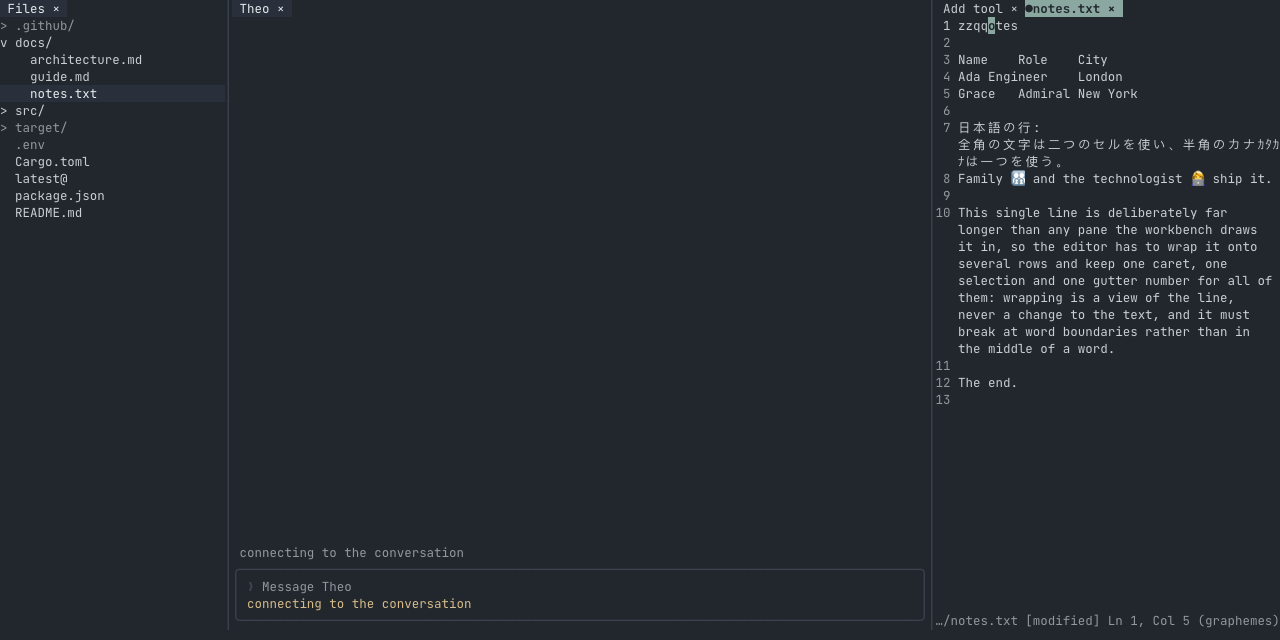 Files ×
> .github/
v docs/
architecture.md
guide.md
notes.txt
> src/
> target/
.env
Cargo.toml
latest@
package.json
README.md
Theo ×
connecting to the conversation
⟩ Message Theo
connecting to the conversation
Add tool × ●notes.txt ×
1 zzqqotes
2
3 Name Role City
4 Ada Engineer London
5 Grace Admiral New York
6
7 日本語の行:
全角の文字は二つのセルを使い、半角のカナｶﾀｶ
ﾅは一つを使う。
8 Family 👪 and the technologist 👩‍💻 ship it.
9
10 This single line is deliberately far
longer than any pane the workbench draws
it in, so the editor has to wrap it onto
several rows and keep one caret, one
selection and one gutter number for all of
them: wrapping is a view of the line,
never a change to the text, and it must
break at word boundaries rather than in
the middle of a word.
11
12 The end.
13
…/notes.txt [modified] Ln 1, Col 5 (graphemes)